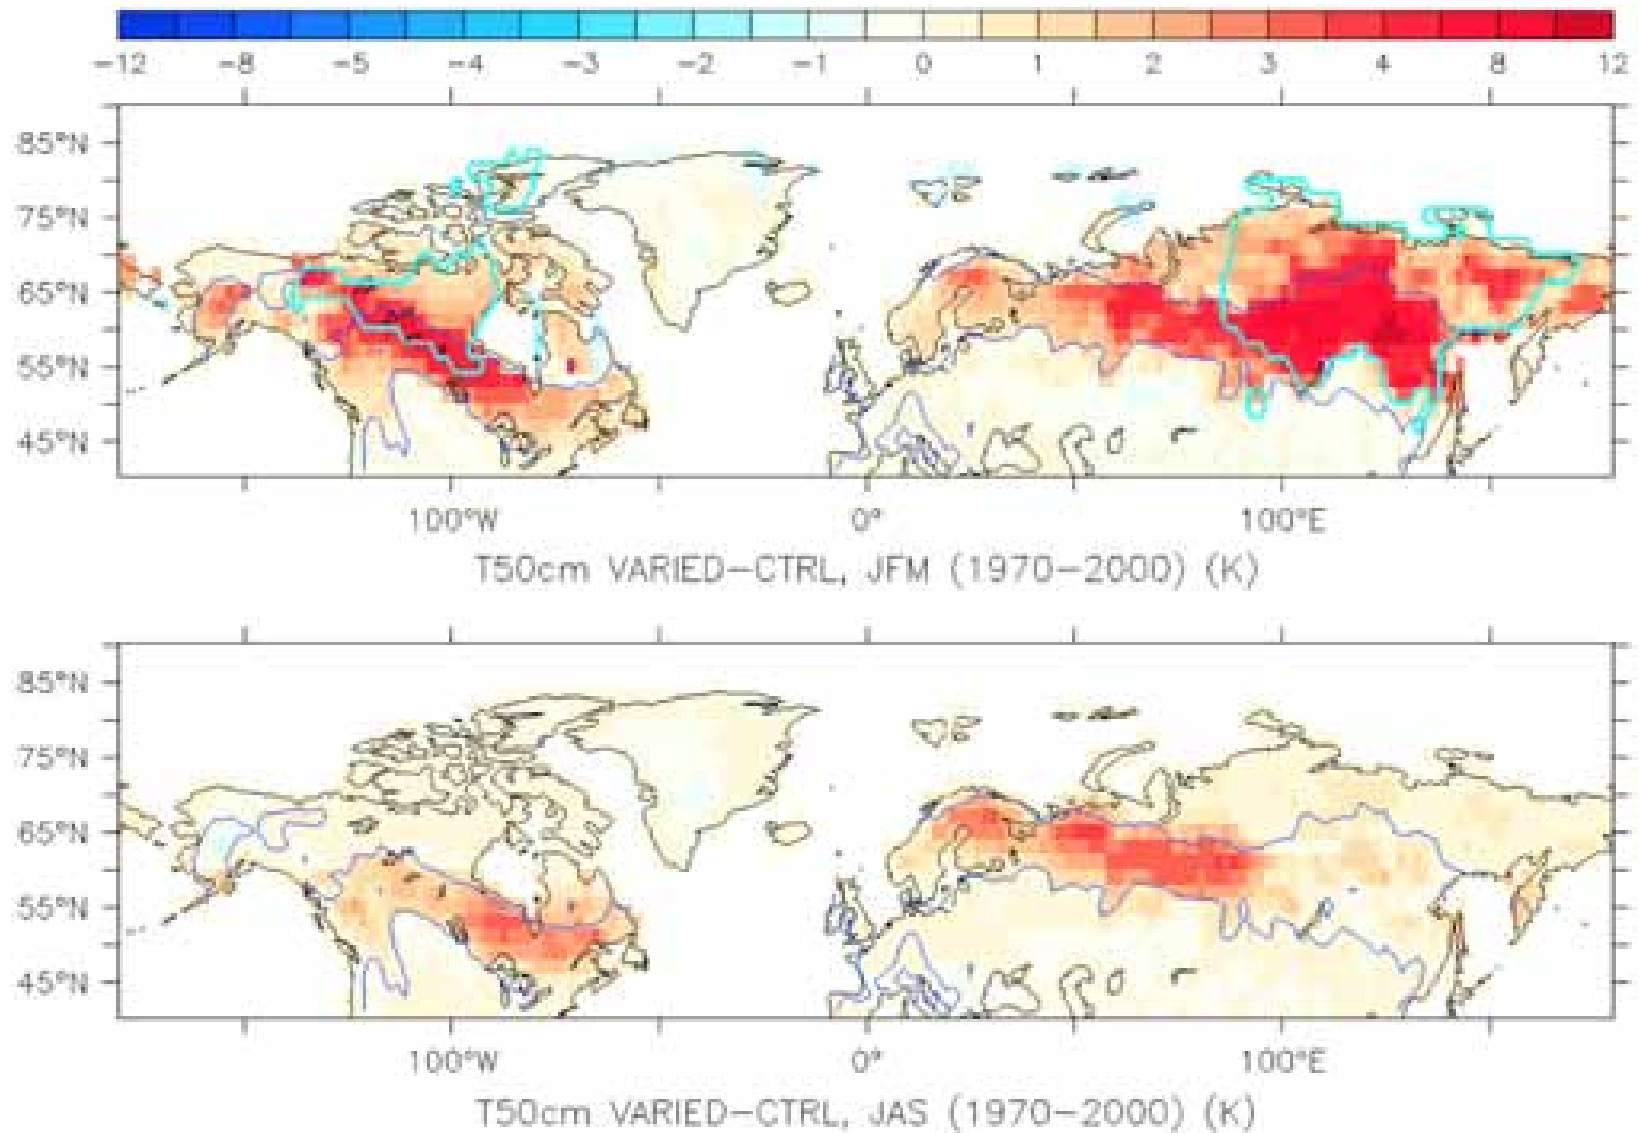 -12 -8 -5 -4 -3 -2 -1 0 1 2 3 4 8 12
85°N
75°N
65°N
55°N
45°N
100°W 0° 100°E
T50cm VARIED-CTRL, JFM (1970-2000) (K)
85°N
75°N
65°N
55°N
45°N
100°W 0° 100°E
T50cm VARIED-CTRL, JAS (1970-2000) (K)